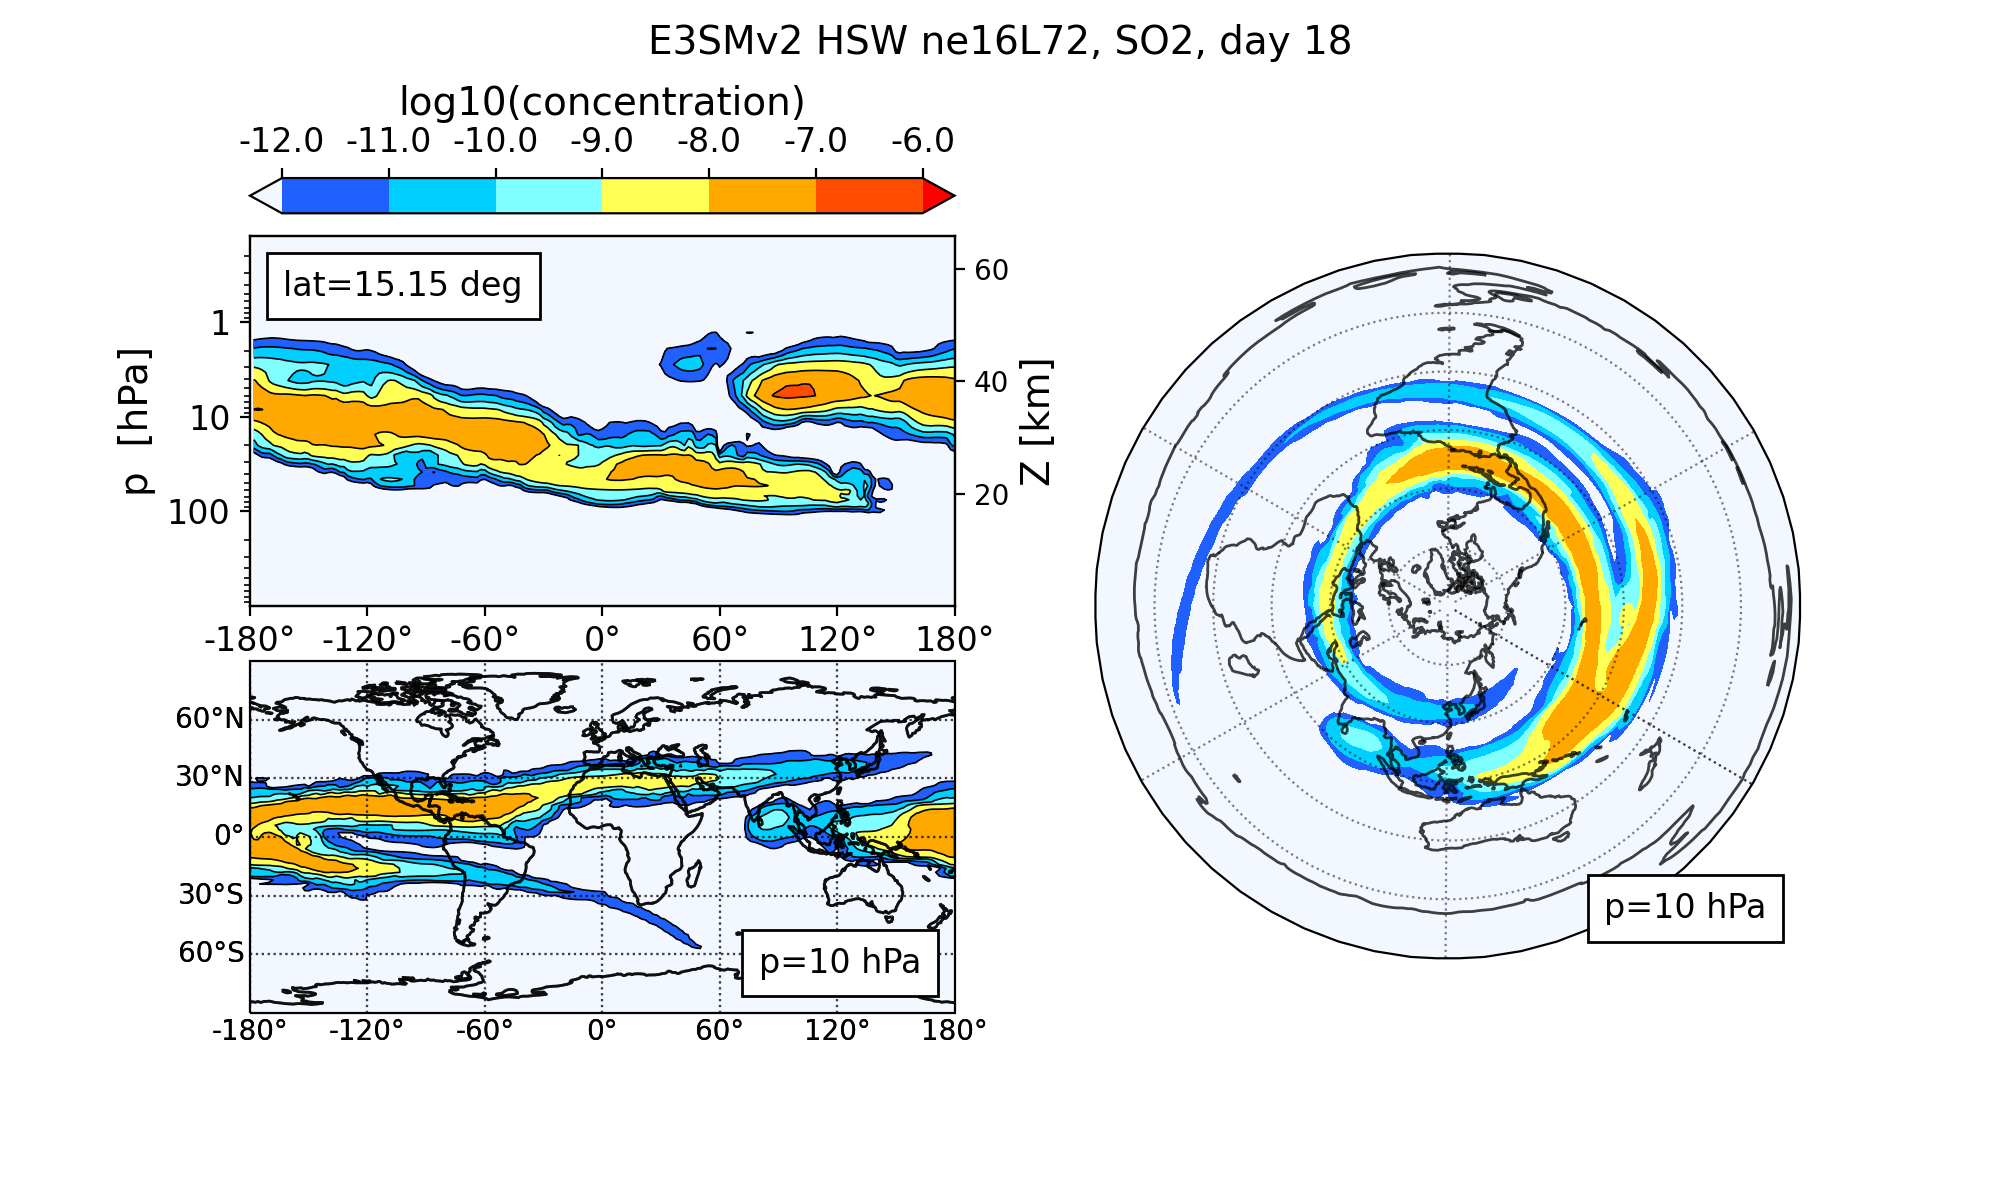 E3SMv2 HSW ne16L72, SO2, day 18
log10(concentration)
-12.0 -11.0 -10.0 -9.0 -8.0 -7.0 -6.0
lat=15.15 deg
p [hPa]
1
10
100
60
40
20
Z [km]
-180° -120° -60° 0° 60° 120° 180°
60°N
30°N
0°
30°S
60°S
p=10 hPa
-180° -120° -60° 0° 60° 120° 180°
p=10 hPa